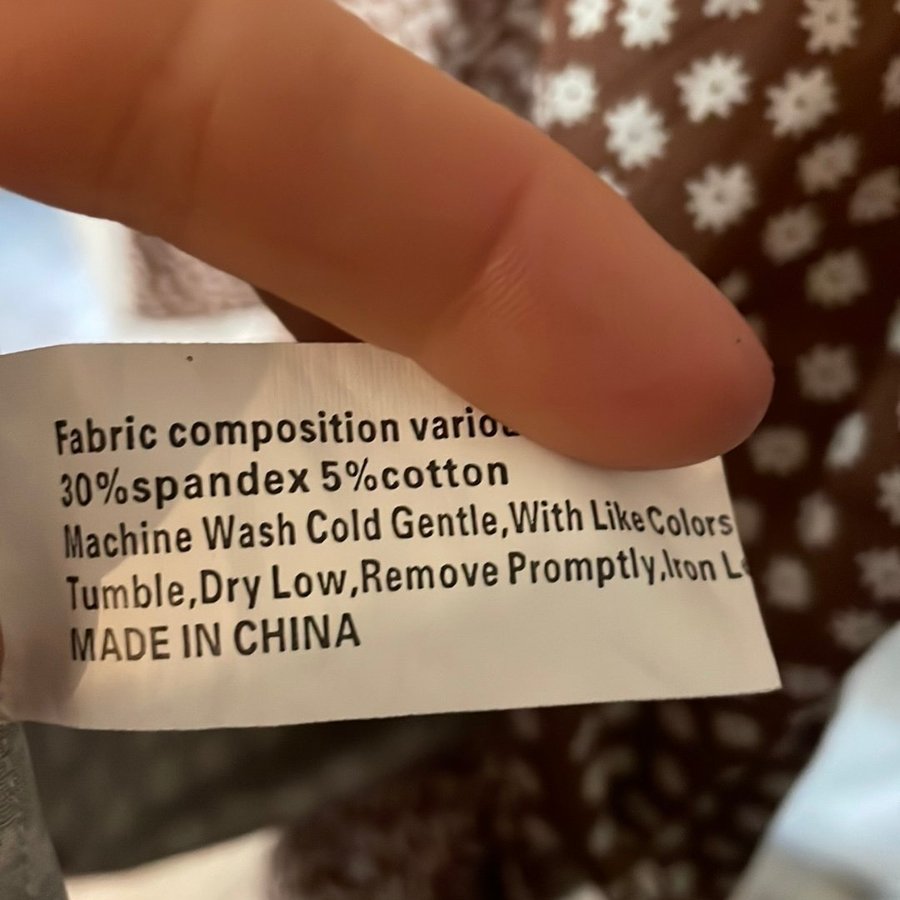 Fabric composition
30%spandex 5%cotton
Machine Wash Cold Gentle,With Like Colors
Tumble,Dry Low,Remove Promptly,Iron
MADE IN CHINA